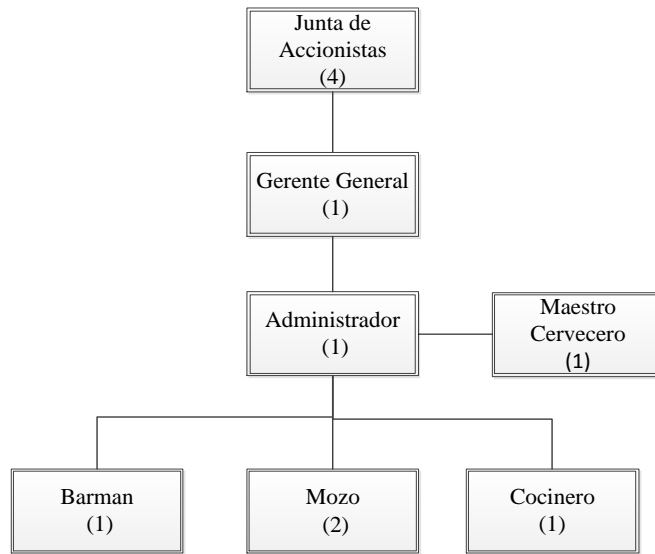 Junta de
Accionistas
(4)
Gerente General
(1)
Administrador
(1)
Maestro
Cervecero
(1)
Barman
(1)
Mozo
(2)
Cocinero
(1)